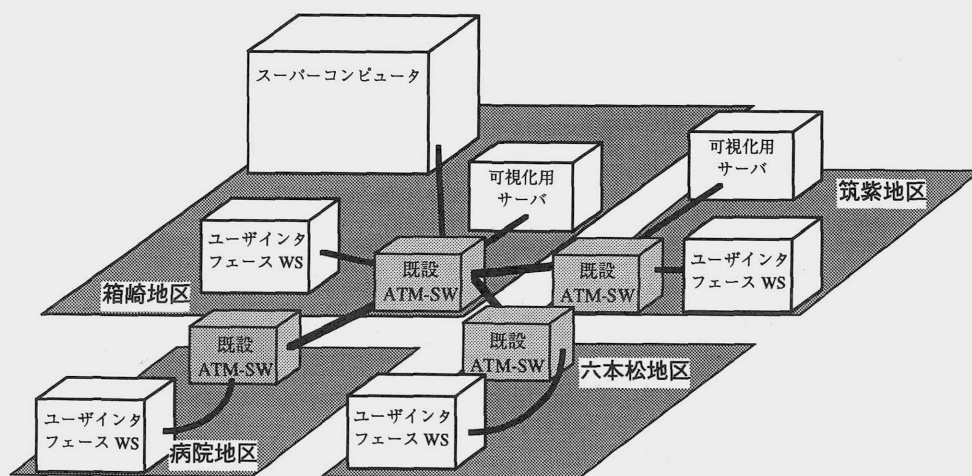 スーパーコンピュータ
可視化用
サーバ
可視化用
サーバ
筑紫地区
ユーザインタ
フェース WS
既設
ATM-SW
既設
ATM-SW
ユーザインタ
フェース WS
箱崎地区
既設
ATM-SW
既設
ATM-SW
六本松地区
ユーザインタ
フェース WS
病院地区
ユーザインタ
フェース WS